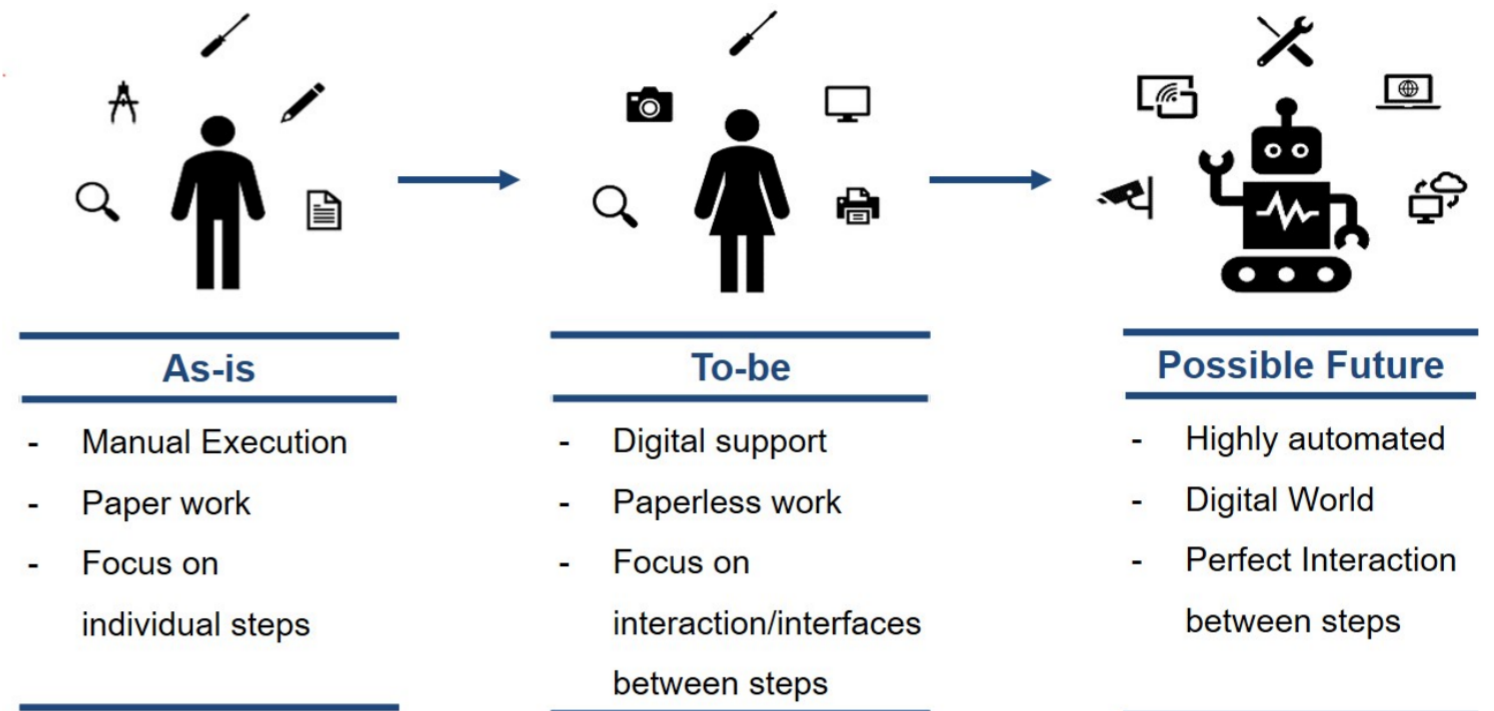 As-is
- Manual Execution
- Paper work
- Focus on
individual steps
To-be
- Digital support
- Paperless work
- Focus on
interaction/interfaces
between steps
Possible Future
- Highly automated
- Digital World
- Perfect Interaction
between steps